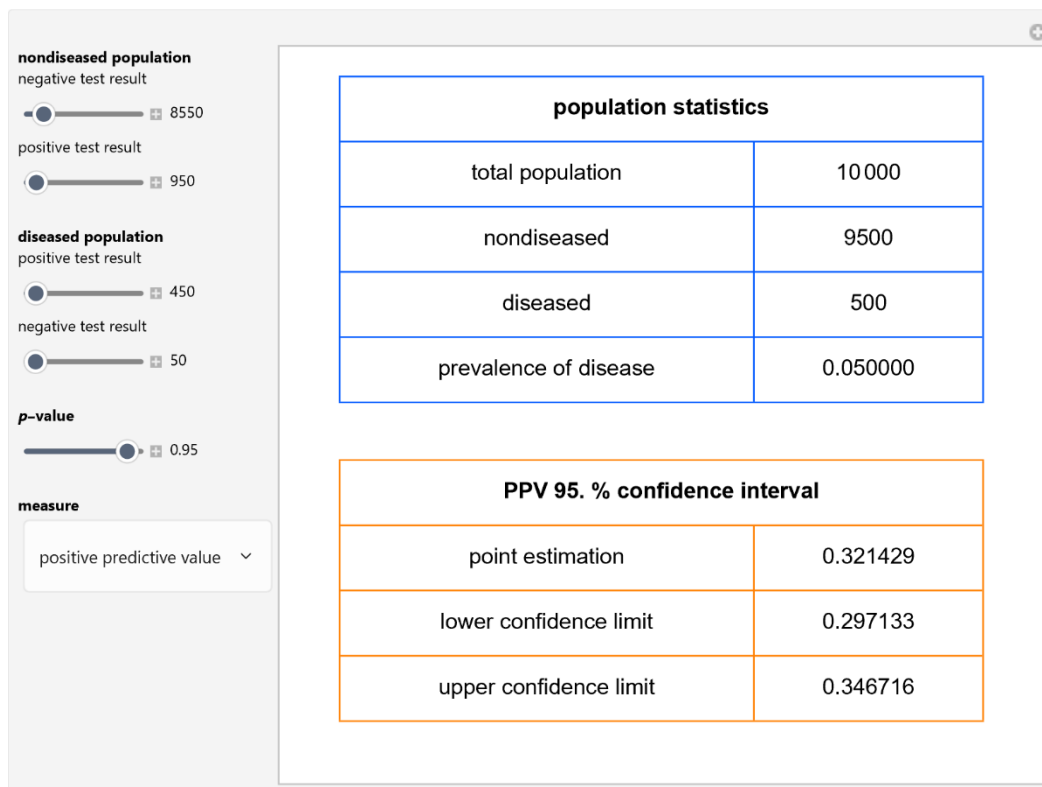 nondiseased population
negative test result
8550
positive test result
950
diseased population
positive test result
450
negative test result
50
p-value
0.95
measure
positive predictive value
population statistics
total population 10 000
nondiseased 9500
diseased 500
prevalence of disease 0.050000
PPV 95. % confidence interval
point estimation 0.321429
lower confidence limit 0.297133
upper confidence limit 0.346716